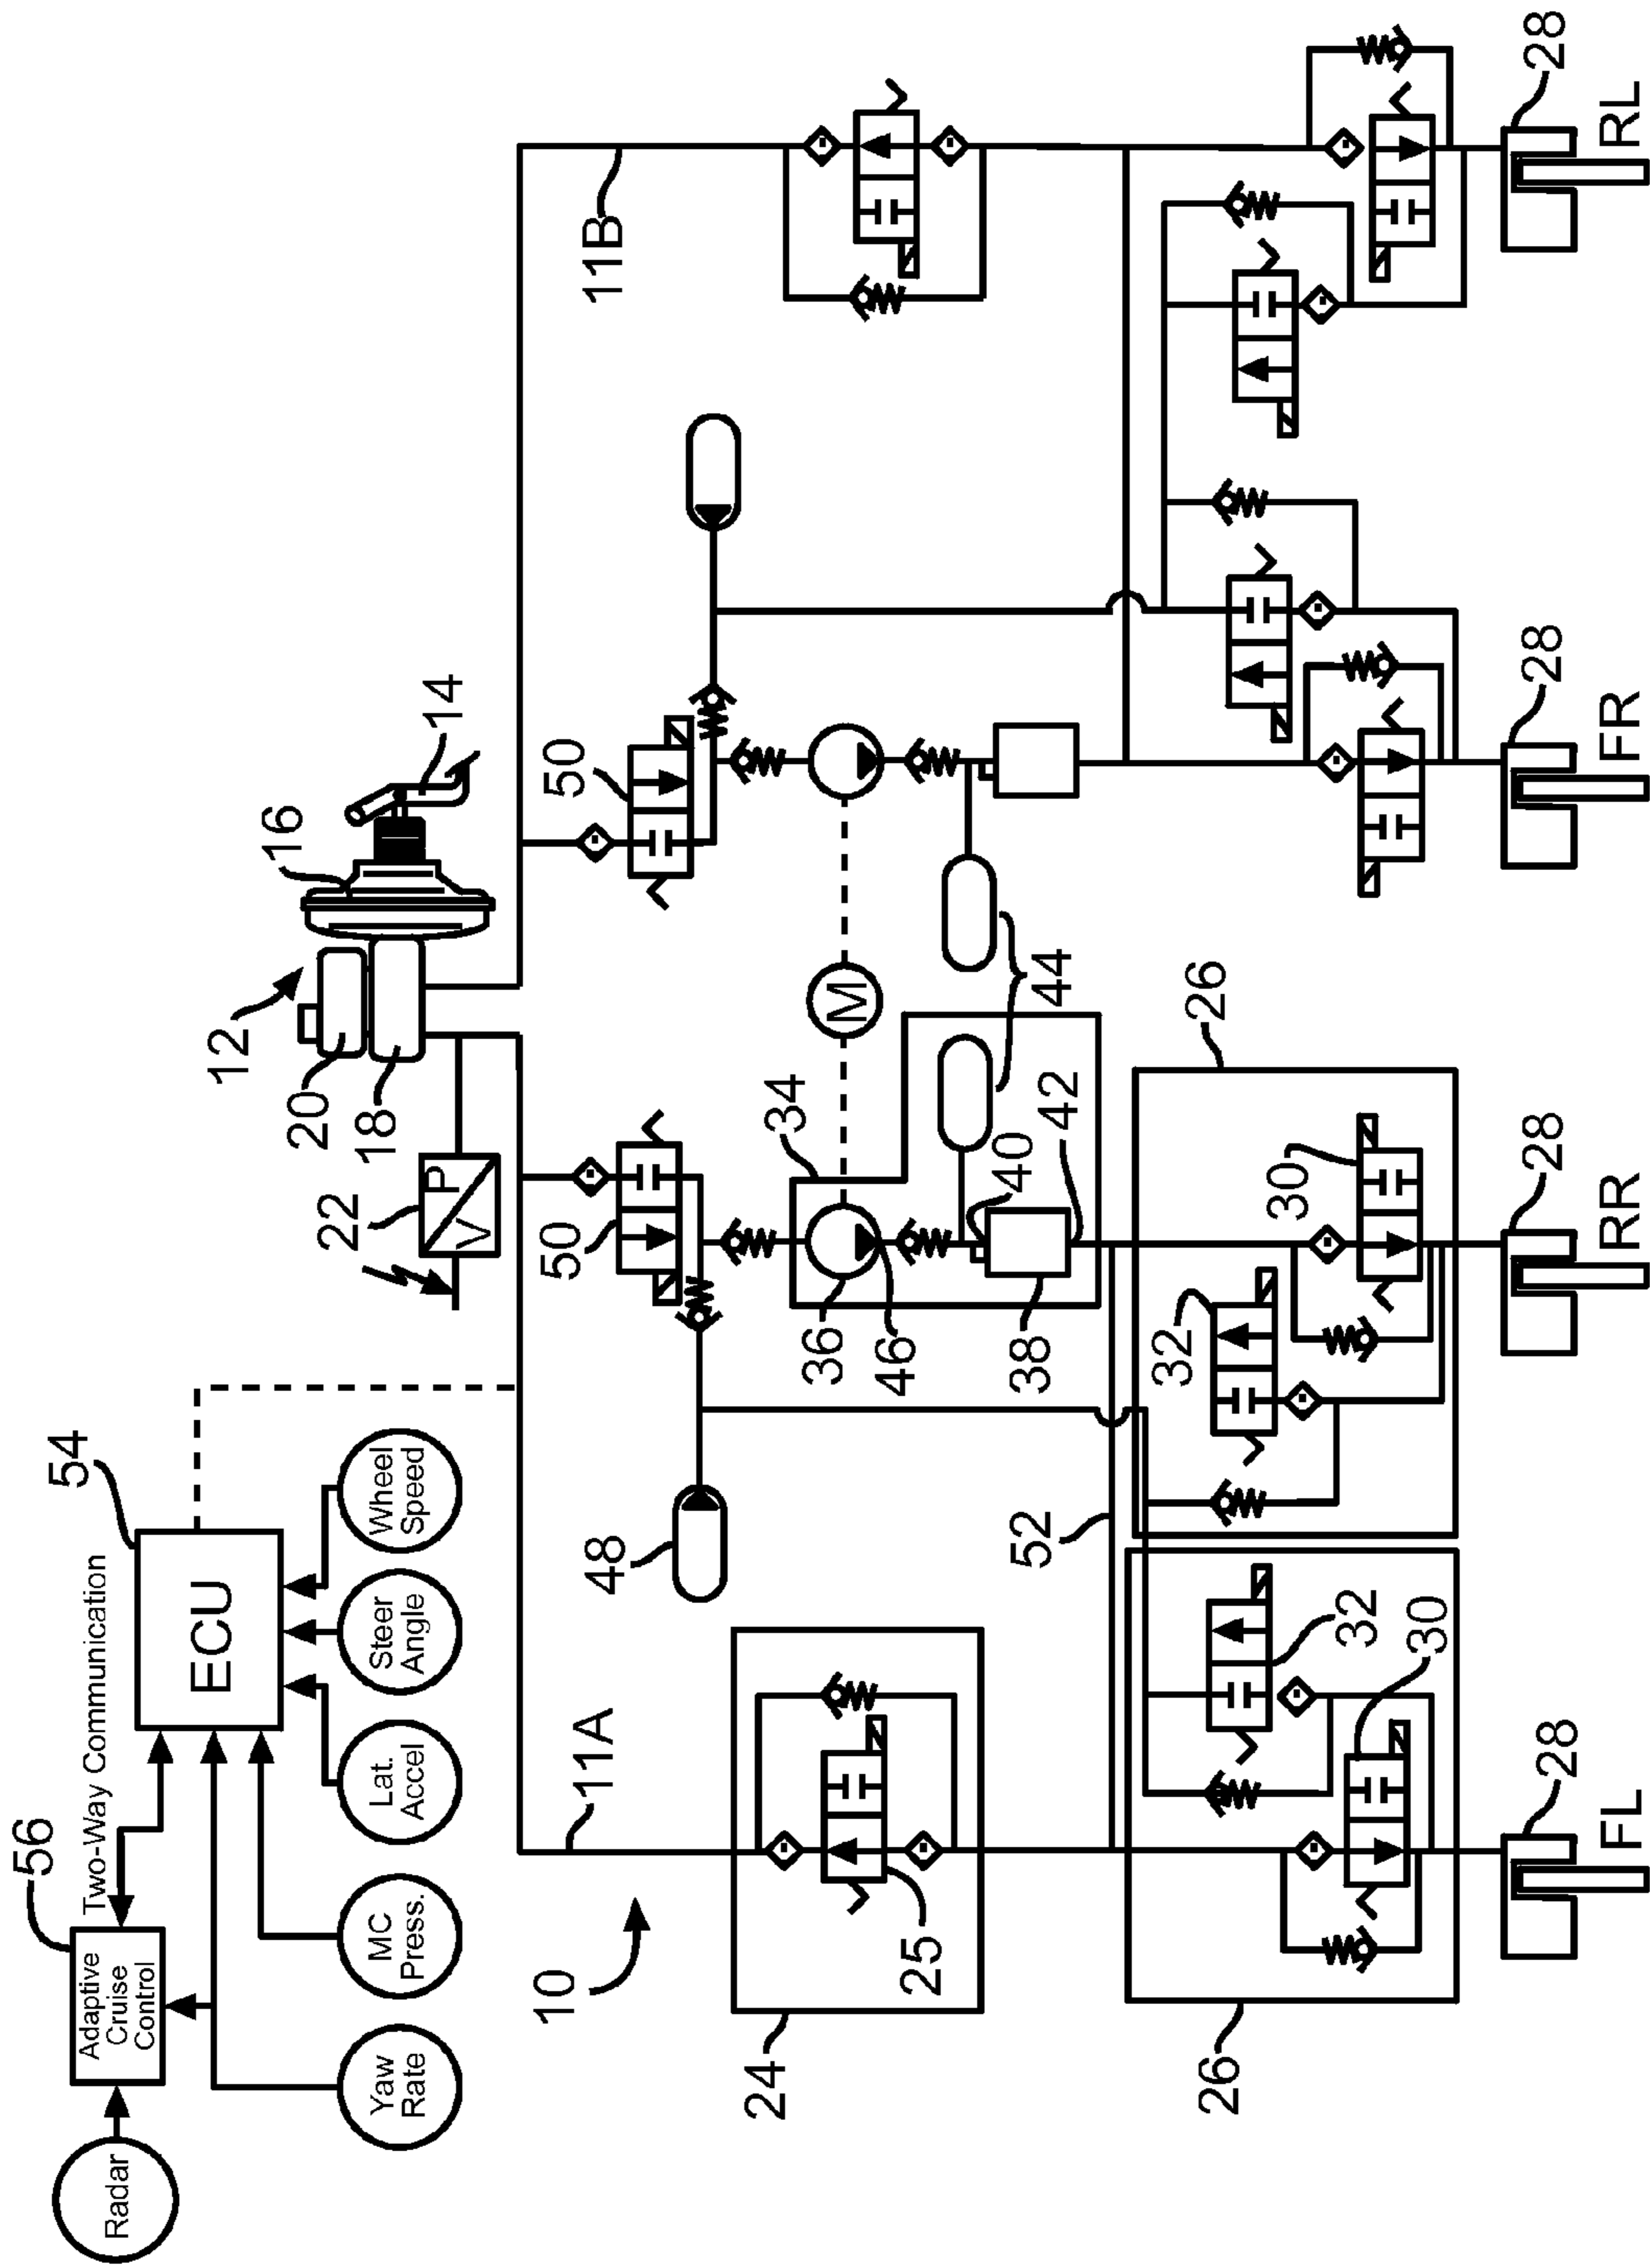 Radar
56
Adaptive
Cruise
Control
Two-Way Communication
54
ECU
Yaw
Rate
MC
Press.
Lat.
Accel
Steer
Angle
Wheel
Speed
12
20
18
16
14
22
P
V
10
11A
11B
50
50
48
24
25
34
36
46
38
40
42
44
M
52
26
26
32
30
32
30
28
FL
28
RR
28
FR
28
RL